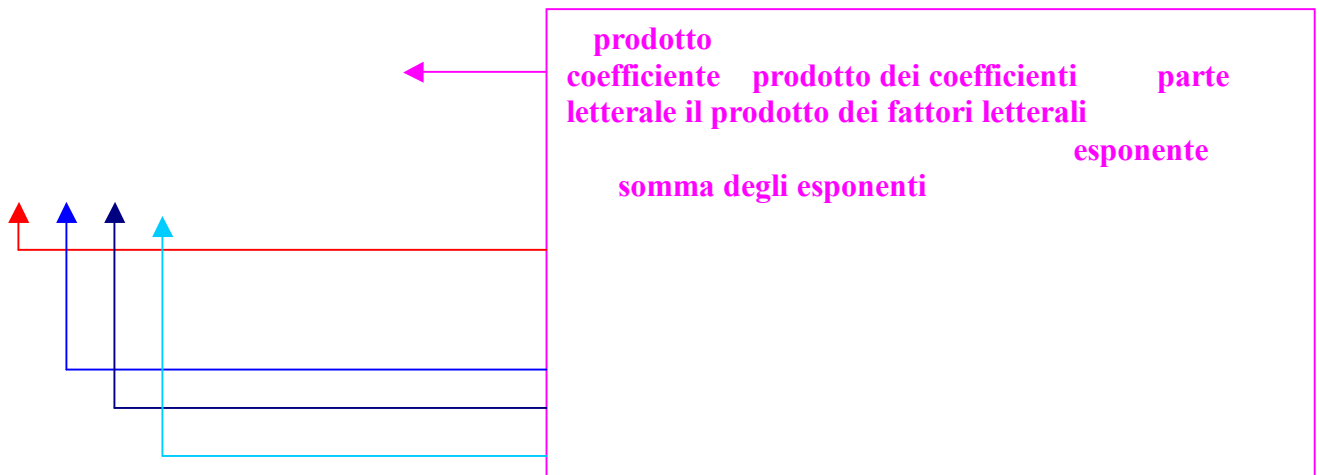 prodotto
coefficiente prodotto dei coefficienti parte
letterale il prodotto dei fattori letterali
esponente
somma degli esponenti